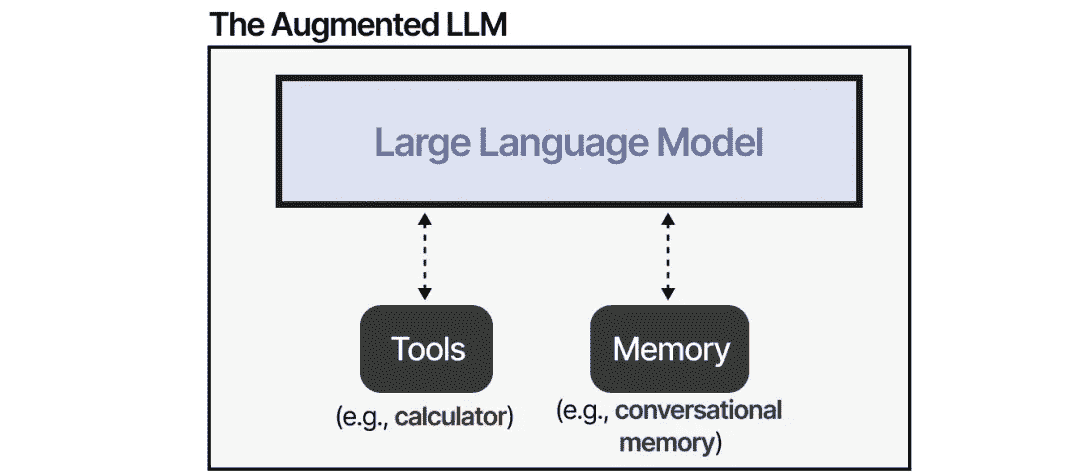 The Augmented LLM
Large Language Model
Tools
Memory
(e.g., calculator)
(e.g., conversational
memory)